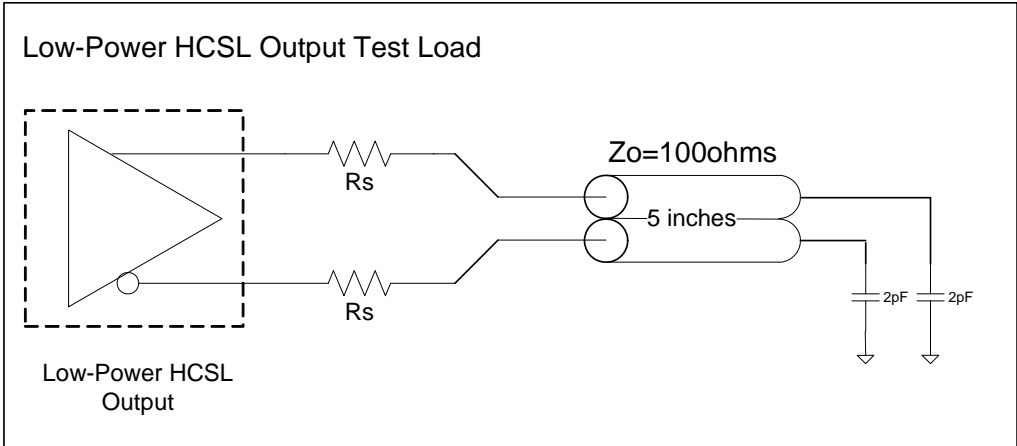 Low-Power HCSL Output Test Load
Rs
Zo=100ohms
5 inches
Rs
2pF
2pF
Low-Power HCSL
Output